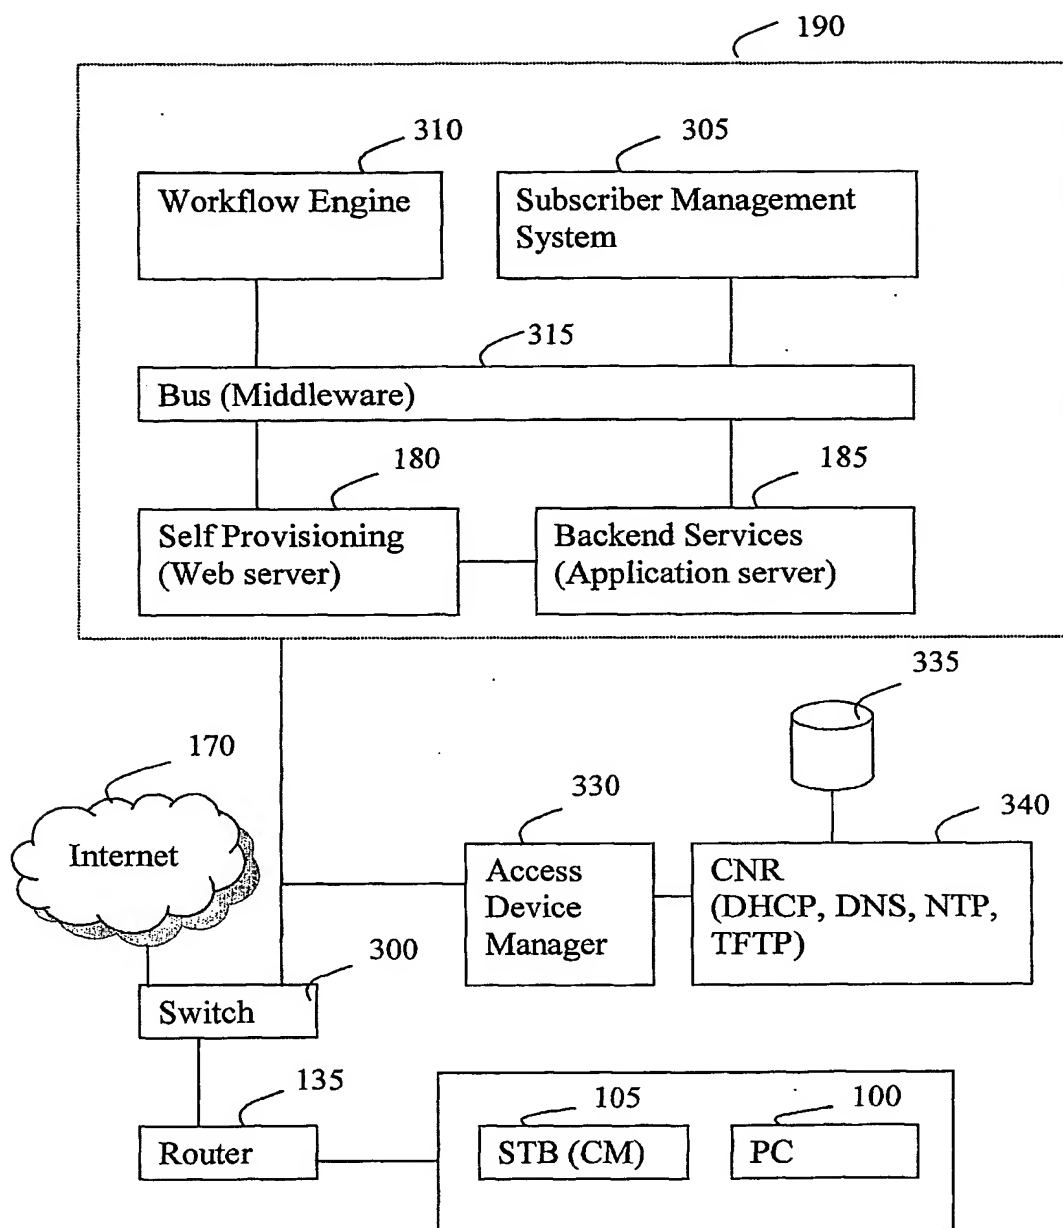 190
310
305
Workflow Engine
Subscriber Management
System
315
Bus (Middleware)
180
185
Self Provisioning
(Web server)
Backend Services
(Application server)
335
170
330
340
Internet
Access
Device
Manager
CNR
(DHCP, DNS, NTP,
TFTP)
300
Switch
135
105
100
Router
STB (CM)
PC